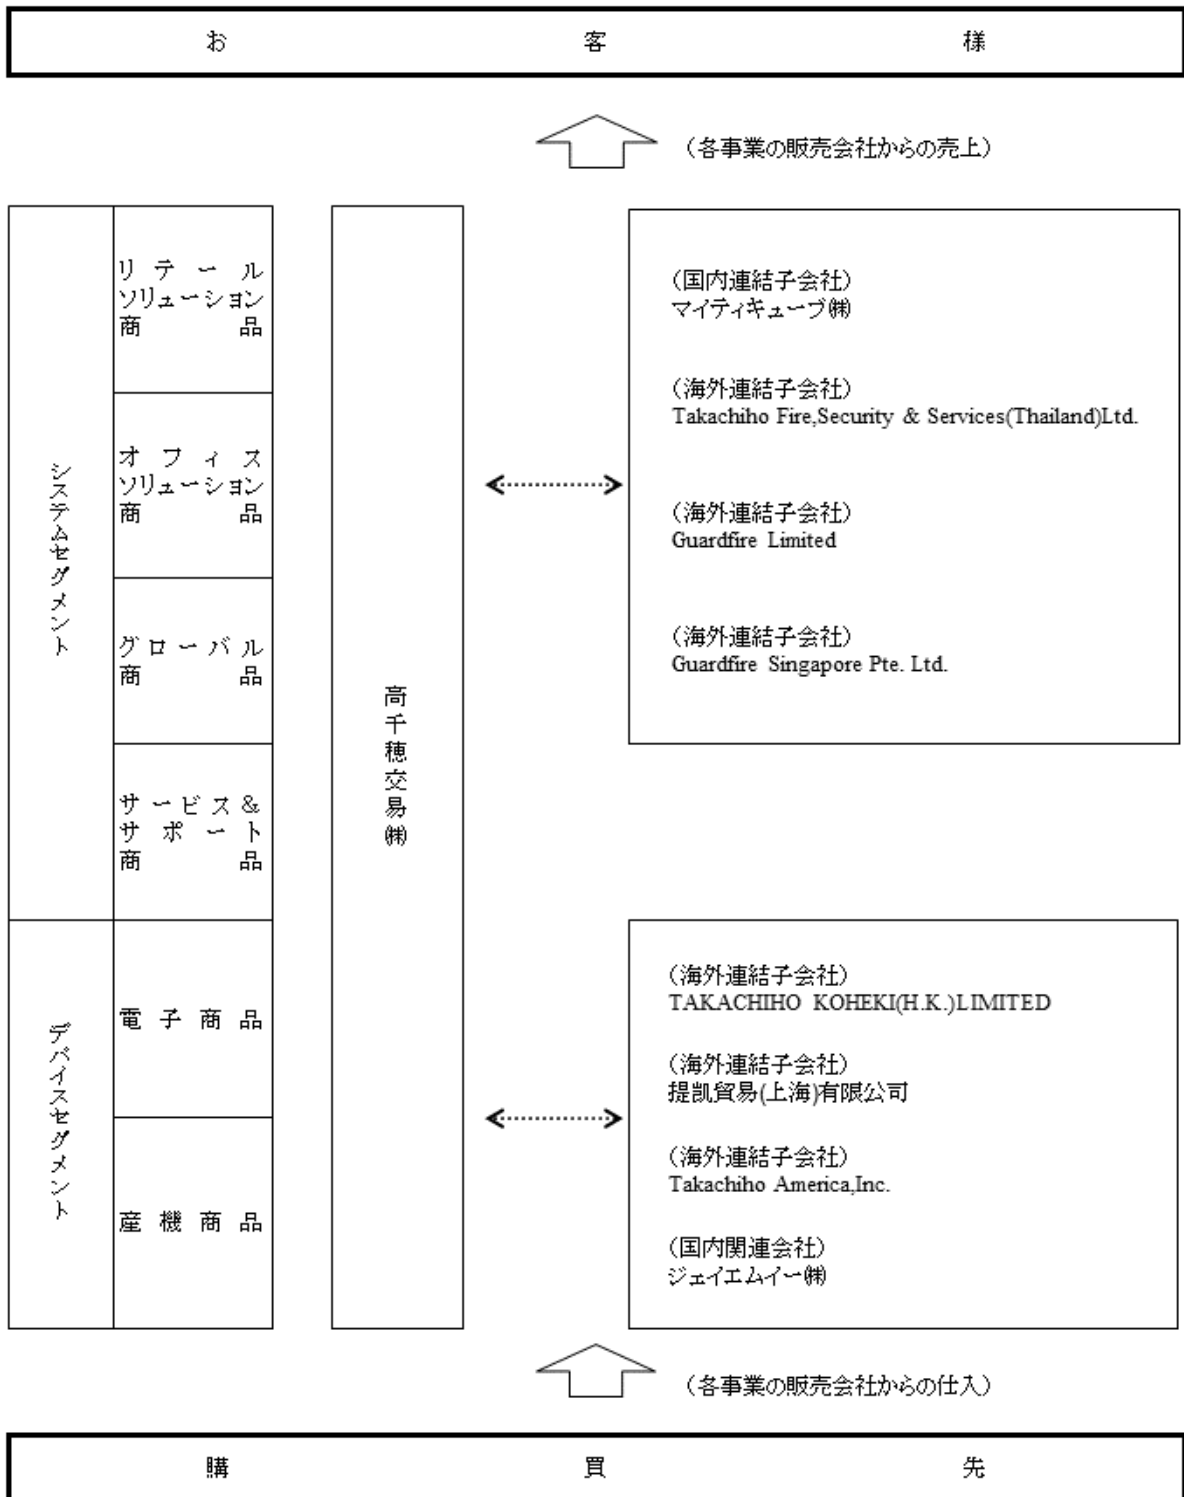 お客様
（各事業の販売会社からの売上）
システムセグメント
リテール
ソリューション
商品
オフィス
ソリューション
商品
グローバル
商品
サービス＆
サポート
商品
デバイスセグメント
電子商品
産機商品
高千穂交易㈱
（国内連結子会社）
マイティキューブ㈱
（海外連結子会社）
Takachiho Fire,Security & Services(Thailand)Ltd.
（海外連結子会社）
Guardfire Limited
（海外連結子会社）
Guardfire Singapore Pte. Ltd.
（海外連結子会社）
TAKACHIHO KOHEKI(H.K.)LIMITED
（海外連結子会社）
提凱貿易(上海)有限公司
（海外連結子会社）
Takachiho America,Inc.
（国内関連会社）
ジェイエムイー㈱
（各事業の販売会社からの仕入）
購買先